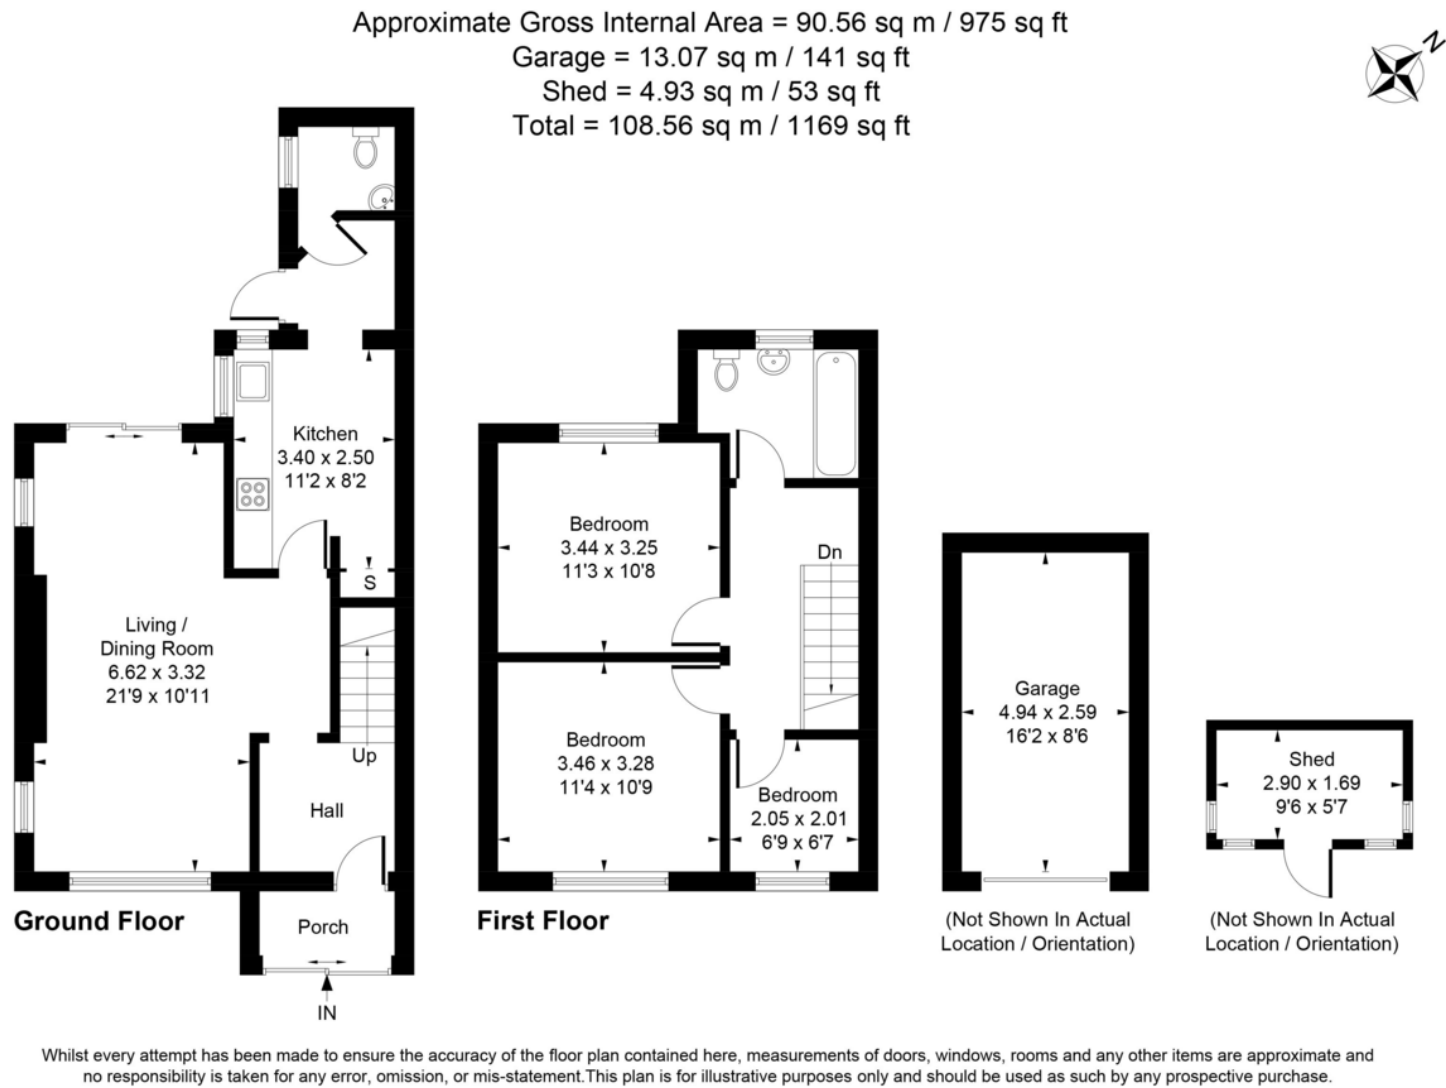 Approximate Gross Internal Area = 90.56 sq m / 975 sq ft
Garage = 13.07 sq m / 141 sq ft
Shed = 4.93 sq m / 53 sq ft
Total = 108.56 sq m / 1169 sq ft
N
Kitchen
3.40 x 2.50
11'2 x 8'2
S
Living /
Dining Room
6.62 x 3.32
21'9 x 10'11
Up
Hall
Porch
IN
Ground Floor
Bedroom
3.44 x 3.25
11'3 x 10'8
Dn
Bedroom
3.46 x 3.28
11'4 x 10'9
Bedroom
2.05 x 2.01
6'9 x 6'7
First Floor
Garage
4.94 x 2.59
16'2 x 8'6
(Not Shown In Actual
Location / Orientation)
Shed
2.90 x 1.69
9'6 x 5'7
(Not Shown In Actual
Location / Orientation)
Whilst every attempt has been made to ensure the accuracy of the floor plan contained here, measurements of doors, windows, rooms and any other items are approximate and
no responsibility is taken for any error, omission, or mis-statement.This plan is for illustrative purposes only and should be used as such by any prospective purchase.